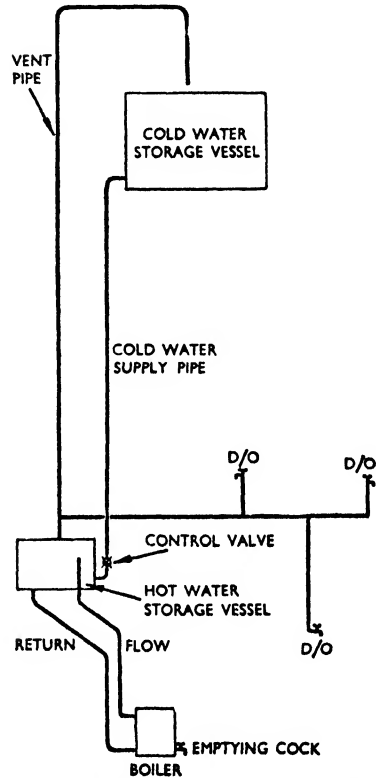 VENT
PIPE
COLD WATER
STORAGE VESSEL
COLD WATER
SUPPLY PIPE
D/O
D/O
CONTROL VALVE
HOT WATER
STORAGE VESSEL
D/O
RETURN
FLOW
EMPTYING COCK
BOILER